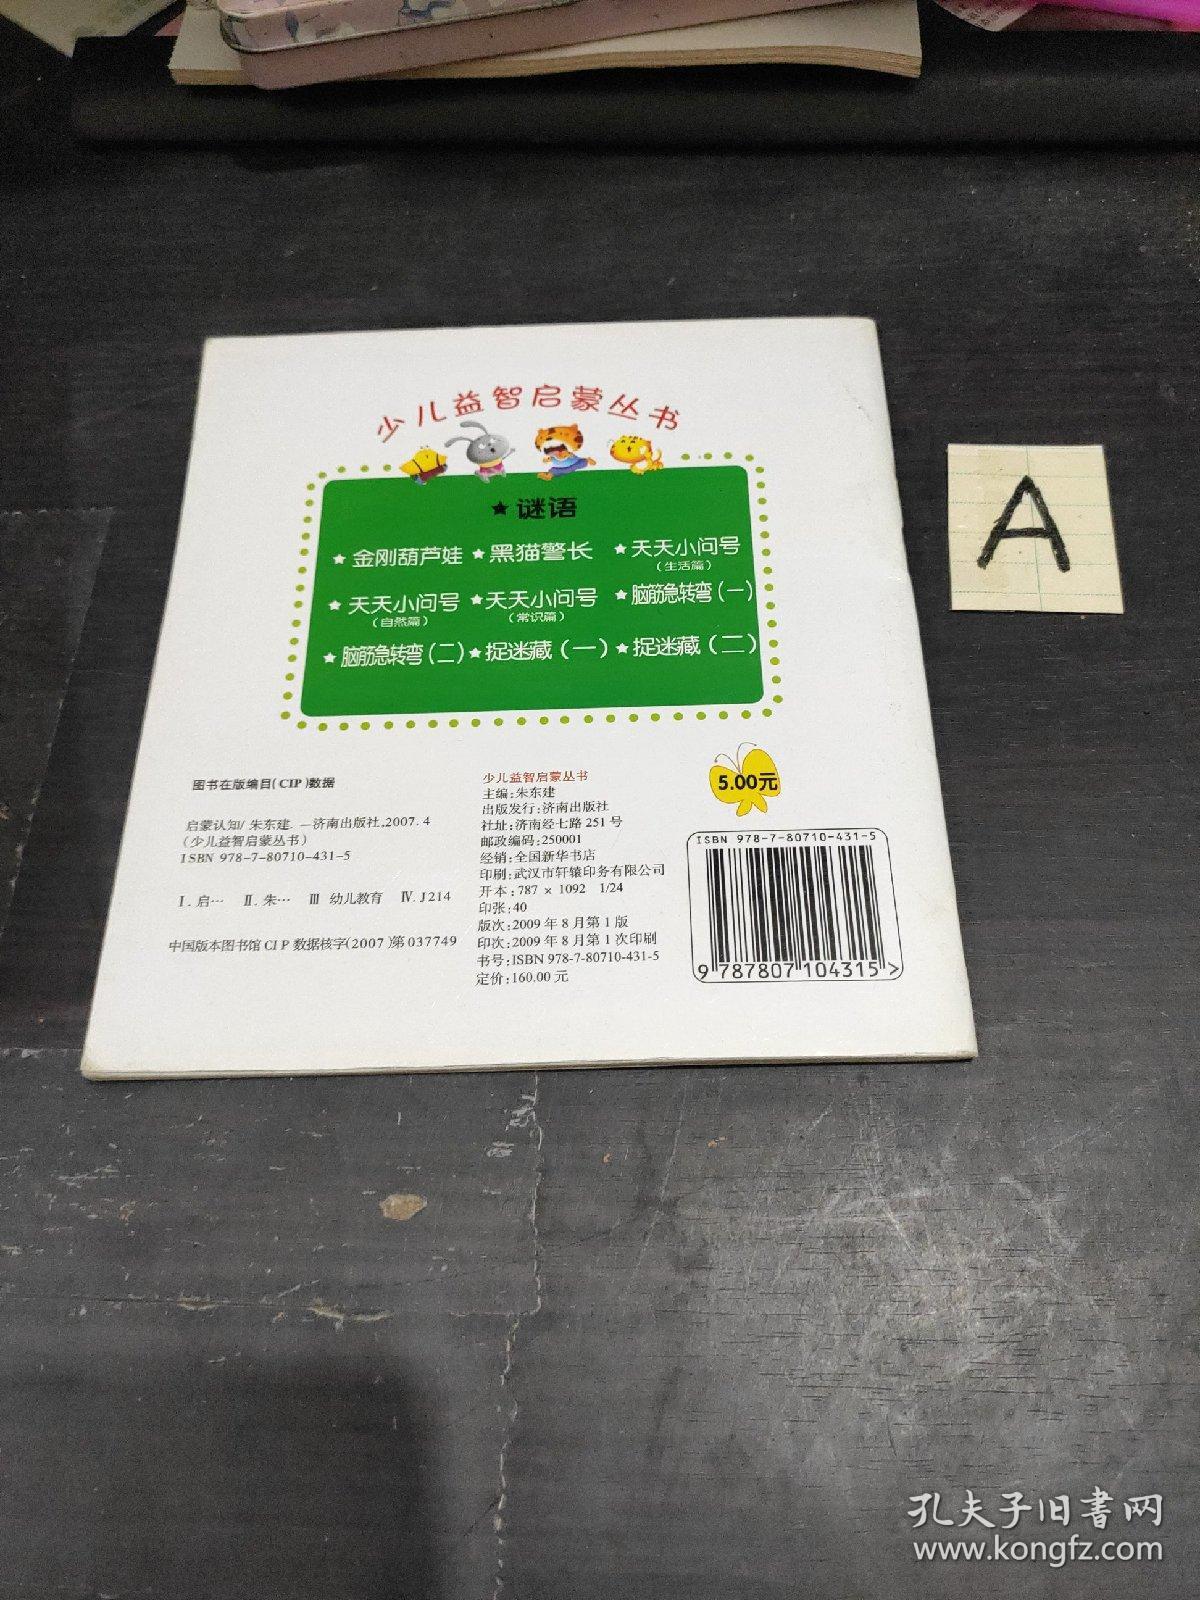 少儿益智启蒙丛书
★ 谜语
★ 金刚葫芦娃 ★ 黑猫警长 ★ 天天小问号
(生活篇)
★ 天天小问号 ★ 天天小问号 ★ 脑筋急转弯(一)
(自然篇) (常识篇)
★ 脑筋急转弯(二) ★ 捉迷藏(一) ★ 捉迷藏(二)
图书在版编目(CIP)数据
启蒙认知/朱东建. —济南出版社,2007.4
(少儿益智启蒙丛书)
ISBN 978-7-80710-431-5
Ⅰ.启… Ⅱ.朱… Ⅲ 幼儿教育 Ⅳ.J214
中国版本图书馆CIP数据核字(2007)第037749
少儿益智启蒙丛书
主编:朱东建
出版发行:济南出版社
社址:济南经七路251号
邮政编码:250001
经销:全国新华书店
印刷:武汉市轩辕印务有限公司
开本:787 × 1092 1/24
印张:40
版次:2009年8月第1版
印次:2009年8月第1次印刷
书号:ISBN 978-7-80710-431-5
定价:160.00元
5.00元
ISBN 978-7-80710-431-5
9 787807 104315 >
A
孔夫子旧书网
www.kongfz.com